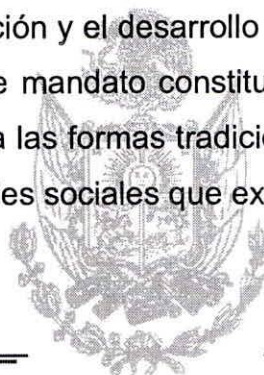 ción y el desarrollo
e mandato constitu
a las formas tradicio
es sociales que ex